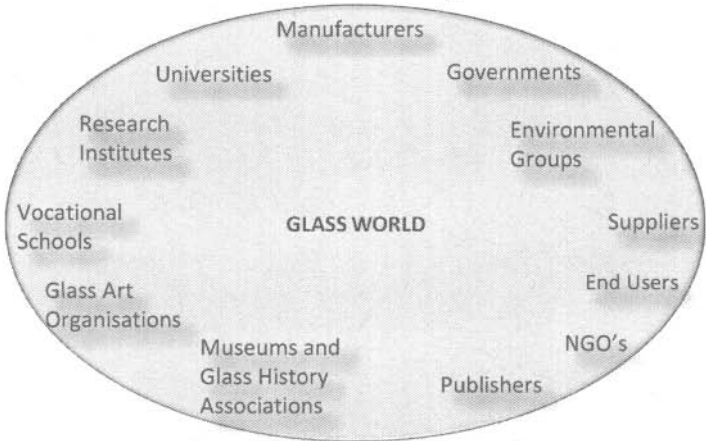 Manufacturers
Universities
Governments
Research
Institutes
Environmental
Groups
Vocational
Schools
GLASS WORLD
Suppliers
Glass Art
Organisations
End Users
Museums and
Glass History
Associations
NGO's
Publishers